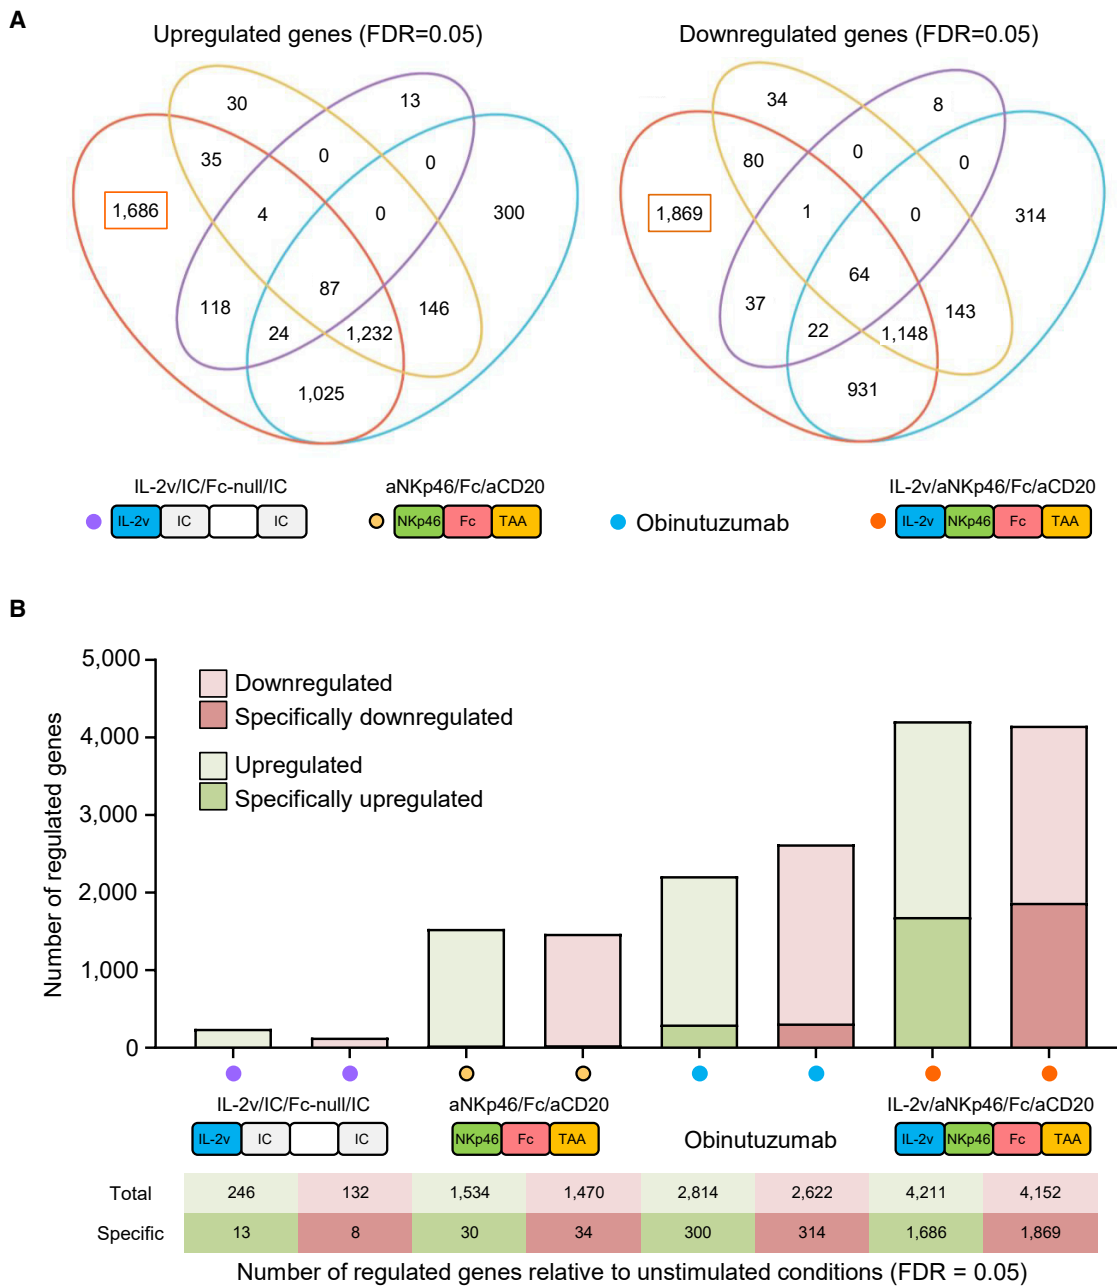 A
Upregulated genes (FDR=0.05)
Downregulated genes (FDR=0.05)
30
13
35
0
0
1,686
4
0
300
87
118
146
24
1,232
1,025
34
8
80
0
0
1,869
1
0
314
64
37
143
22
1,148
931
IL-2v/IC/Fc-null/IC
IL-2v IC IC
aNKp46/Fc/aCD20
NKp46 Fc TAA
Obinutuzumab
IL-2v/aNKp46/Fc/aCD20
IL-2v NKp46 Fc TAA
B
Number of regulated genes
5,000
4,000
3,000
2,000
1,000
0
Downregulated
Specifically downregulated
Upregulated
Specifically upregulated
IL-2v/IC/Fc-null/IC
IL-2v IC IC
aNKp46/Fc/aCD20
NKp46 Fc TAA
Obinutuzumab
IL-2v/aNKp46/Fc/aCD20
IL-2v NKp46 Fc TAA
Total 246 132 1,534 1,470 2,814 2,622 4,211 4,152
Specific 13 8 30 34 300 314 1,686 1,869
Number of regulated genes relative to unstimulated conditions (FDR = 0.05)